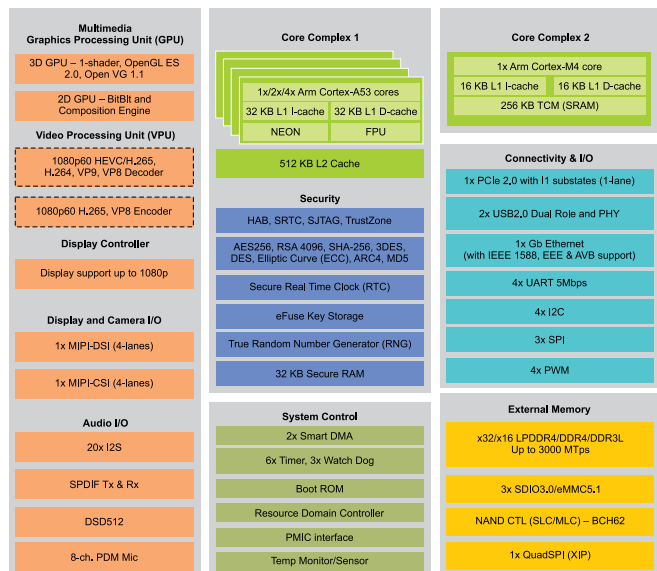 Multimedia
Graphics Processing Unit (GPU)
3D GPU – 1-shader, OpenGL ES
2.0, Open VG 1.1
2D GPU – BitBlt and
Composition Engine
Video Processing Unit (VPU)
1080p60 HEVC/H.265,
H.264, VP9, VP8 Decoder
1080p60 H.265, VP8 Encoder
Display Controller
Display support up to 1080p
Display and Camera I/O
1x MIPI-DSI (4-lanes)
1x MIPI-CSI (4-lanes)
Audio I/O
20x I2S
SPDIF Tx & Rx
DSD512
8-ch. PDM Mic
Core Complex 1
1x/2x/4x Arm Cortex-A53 cores
32 KB L1 I-cache
32 KB L1 D-cache
NEON
FPU
512 KB L2 Cache
Security
HAB, SRTC, SJTAG, TrustZone
AES256, RSA 4096, SHA-256, 3DES,
DES, Elliptic Curve (ECC), ARC4, MD5
Secure Real Time Clock (RTC)
eFuse Key Storage
True Random Number Generator (RNG)
32 KB Secure RAM
System Control
2x Smart DMA
6x Timer, 3x Watch Dog
Boot ROM
Resource Domain Controller
PMIC interface
Temp Monitor/Sensor
Core Complex 2
1x Arm Cortex-M4 core
16 KB L1 I-cache
16 KB L1 D-cache
256 KB TCM (SRAM)
Connectivity & I/O
1x PCIe 2.0 with I1 substates (1-lane)
2x USB2.0 Dual Role and PHY
1x Gb Ethernet
(with IEEE 1588, EEE & AVB support)
4x UART 5Mbps
4x I2C
3x SPI
4x PWM
External Memory
x32/x16 LPDDR4/DDR4/DDR3L
Up to 3000 MTps
3x SDIO3.0/eMMC5.1
NAND CTL (SLC/MLC) – BCH62
1x QuadSPI (XIP)